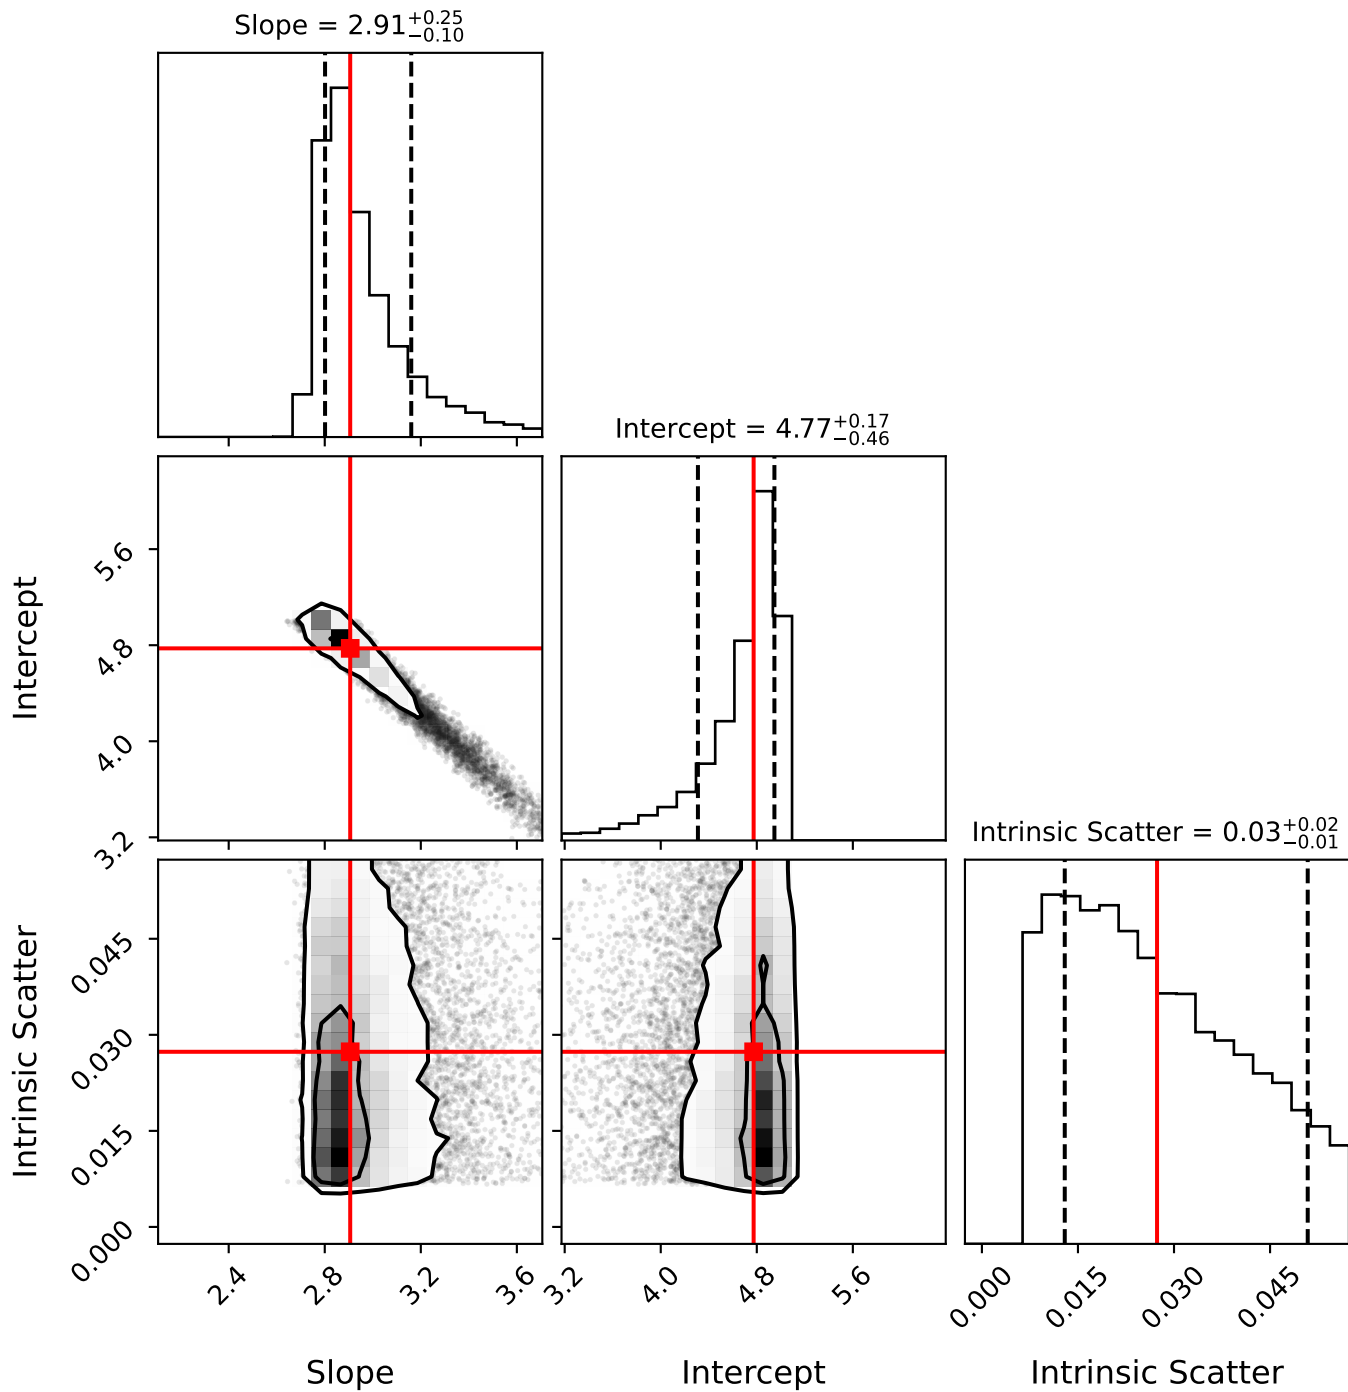 Slope = 2.91+0.25 −0.10
Intercept = 4.77+0.17 −0.46
Intrinsic Scatter = 0.03+0.02 −0.01
Intercept
5.6
4.8
4.0
3.2
Intrinsic Scatter
0.045
0.030
0.015
0.000
2.4 2.8 3.2 3.6
3.2 4.0 4.8 5.6
0.000 0.015 0.030 0.045
Slope
Intercept
Intrinsic Scatter